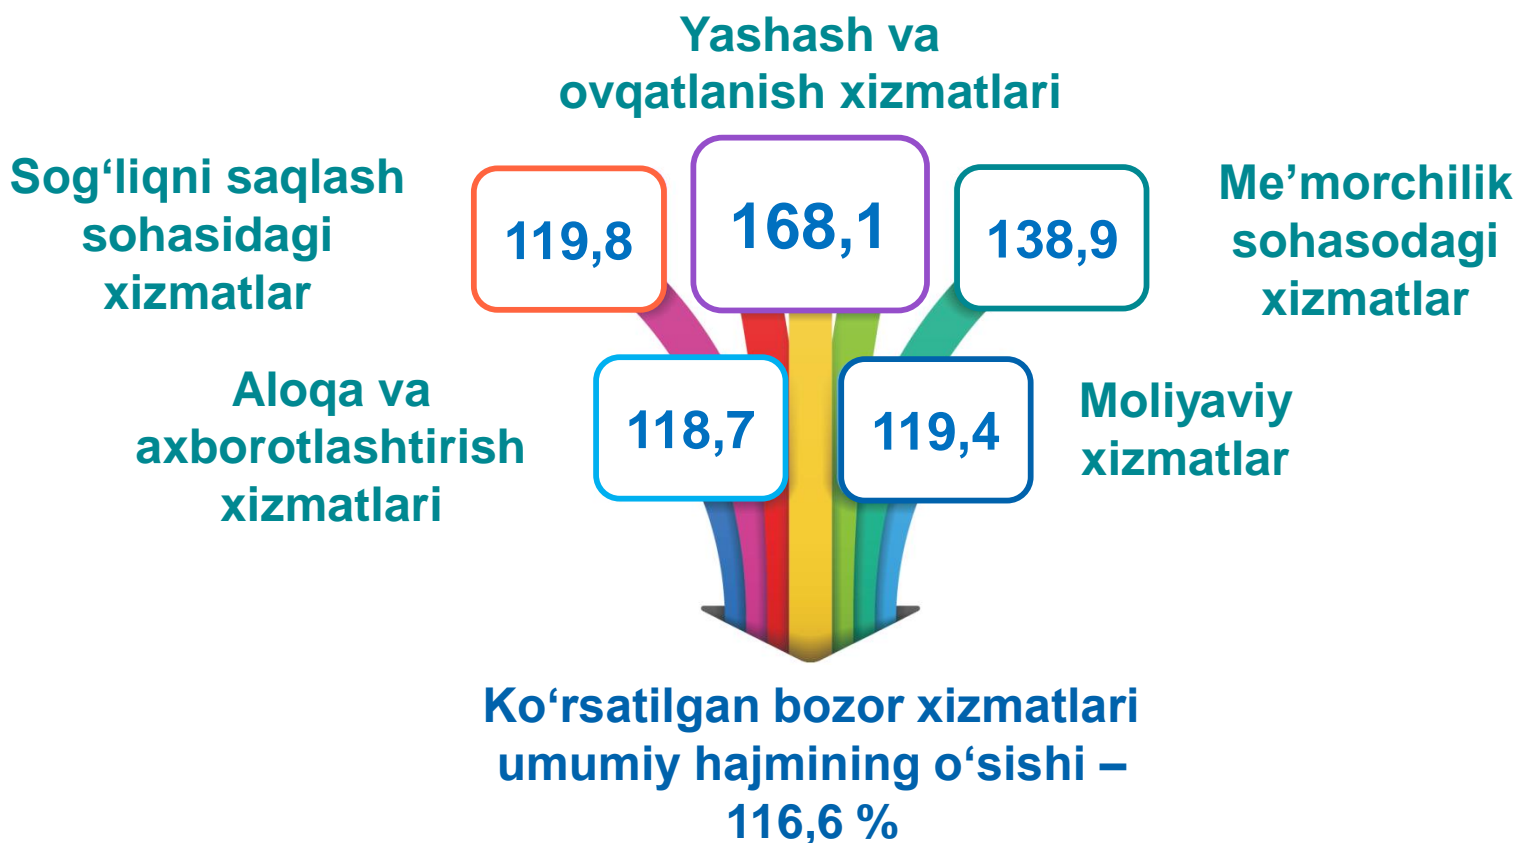 Yashash va
ovqatlanish xizmatlari
Sog‘liqni saqlash
sohasidagi
xizmatlar
119,8
168,1
138,9
Me’morchilik
sohasodagi
xizmatlar
Aloqa va
axborotlashtirish
xizmatlari
118,7
119,4
Moliyaviy
xizmatlar
Ko‘rsatilgan bozor xizmatlari
umumiy hajmining o‘sishi –
116,6 %